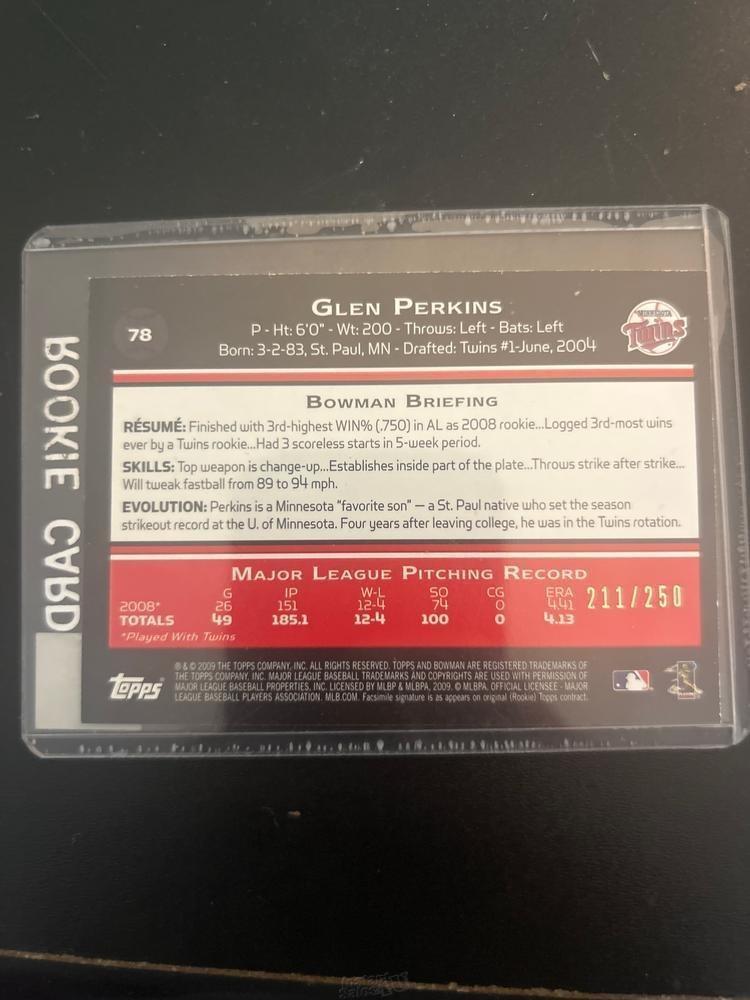 ROOKIE CARD
78
GLEN PERKINS
P - Ht: 6'0" - Wt: 200 - Throws: Left - Bats: Left
Born: 3-2-83, St. Paul, MN - Drafted: Twins #1-June, 2004
Twins
BOWMAN BRIEFING
RÉSUMÉ: Finished with 3rd-highest WIN% (.750) in AL as 2008 rookie...Logged 3rd-most wins
ever by a Twins rookie...Had 3 scoreless starts in 5-week period.
SKILLS: Top weapon is change-up...Establishes inside part of the plate...Throws strike after strike...
Will tweak fastball from 89 to 94 mph.
EVOLUTION: Perkins is a Minnesota "favorite son" — a St. Paul native who set the season
strikeout record at the U. of Minnesota. Four years after leaving college, he was in the Twins rotation.
MAJOR LEAGUE PITCHING RECORD
G IP W-L SO CG ERA
2008* 26 151 12-4 74 0 4.41
TOTALS 49 185.1 12-4 100 0 4.13
211/250
*Played With Twins
Topps
® & © 2009 THE TOPPS COMPANY, INC. ALL RIGHTS RESERVED. TOPPS AND BOWMAN ARE REGISTERED TRADEMARKS OF
THE TOPPS COMPANY, INC. MAJOR LEAGUE BASEBALL TRADEMARKS AND COPYRIGHTS ARE USED WITH PERMISSION OF
MAJOR LEAGUE BASEBALL PROPERTIES, INC. LICENSED BY MLBP & MLBPA, 2009. © MLBPA. OFFICIAL LICENSEE - MAJOR
LEAGUE BASEBALL PLAYERS ASSOCIATION. MLB.COM. Facsimile signature is as appears on original (Rookie) Topps contract.